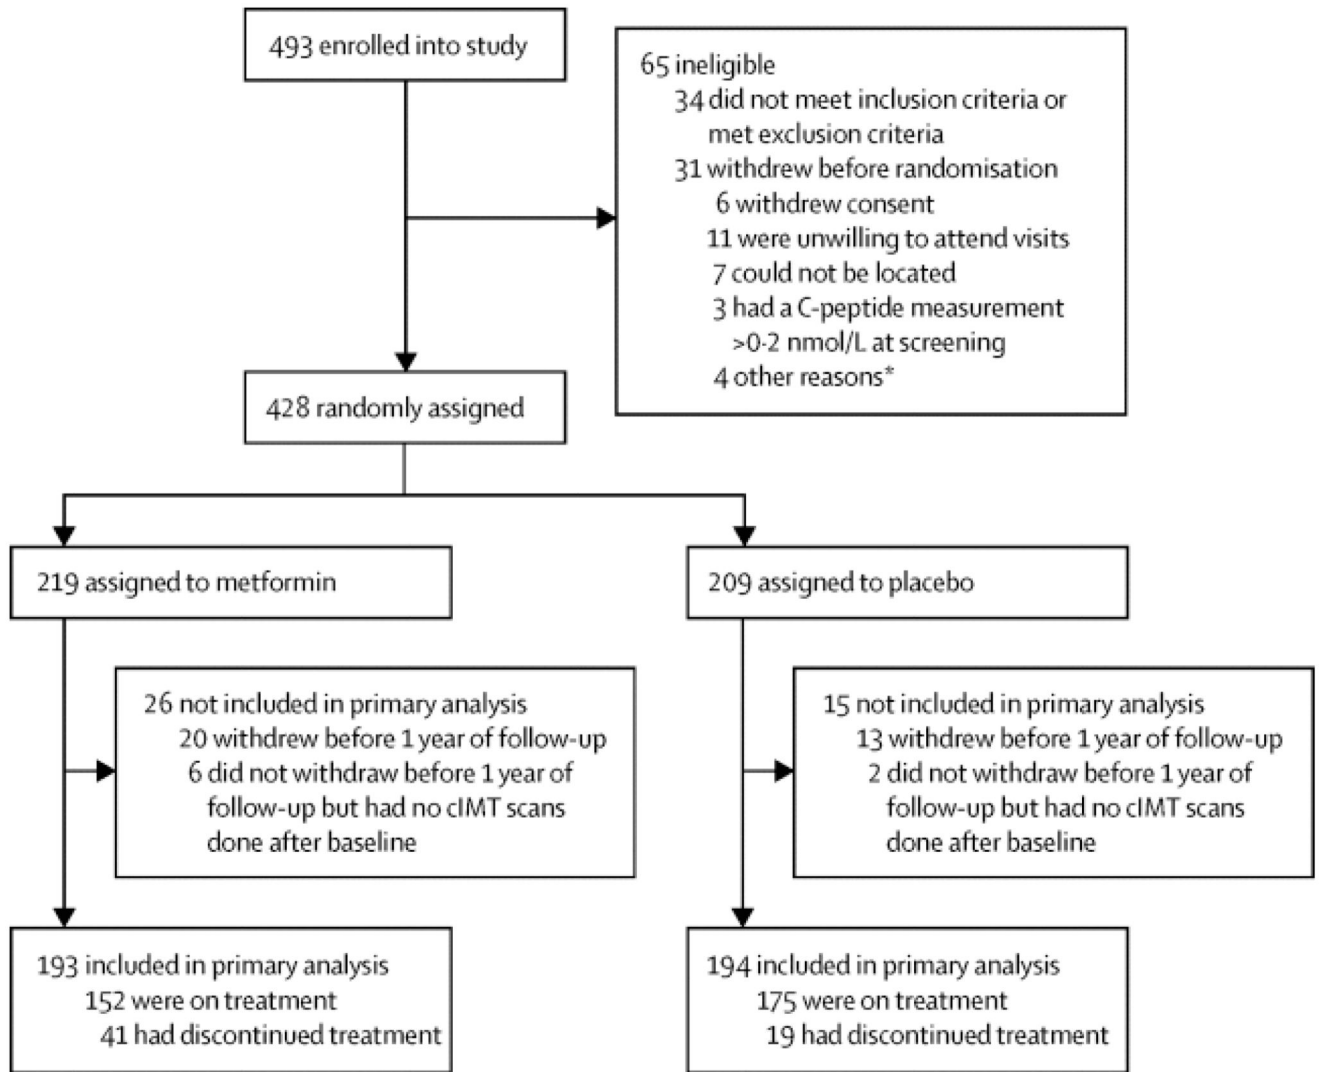 493 enrolled into study
65 ineligible
34 did not meet inclusion criteria or
met exclusion criteria
31 withdrew before randomisation
6 withdrew consent
11 were unwilling to attend visits
7 could not be located
3 had a C-peptide measurement
>0·2 nmol/L at screening
4 other reasons*
428 randomly assigned
219 assigned to metformin
209 assigned to placebo
26 not included in primary analysis
20 withdrew before 1 year of follow-up
6 did not withdraw before 1 year of
follow-up but had no cIMT scans
done after baseline
15 not included in primary analysis
13 withdrew before 1 year of follow-up
2 did not withdraw before 1 year of
follow-up but had no cIMT scans
done after baseline
193 included in primary analysis
152 were on treatment
41 had discontinued treatment
194 included in primary analysis
175 were on treatment
19 had discontinued treatment